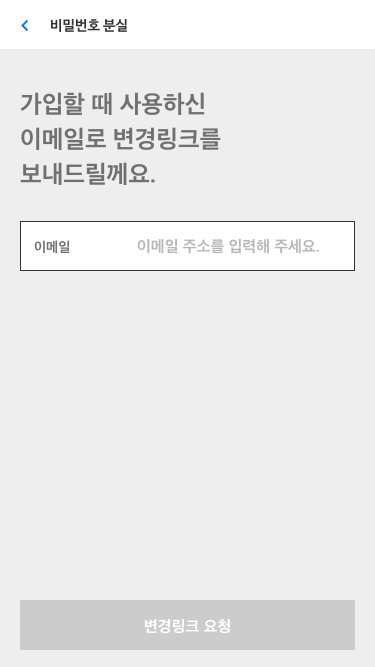 비밀번호 분실
가입할 때 사용하신
이메일로 변경링크를
보내드릴께요.
이메일 이메일 주소를 입력해 주세요.
변경링크 요청